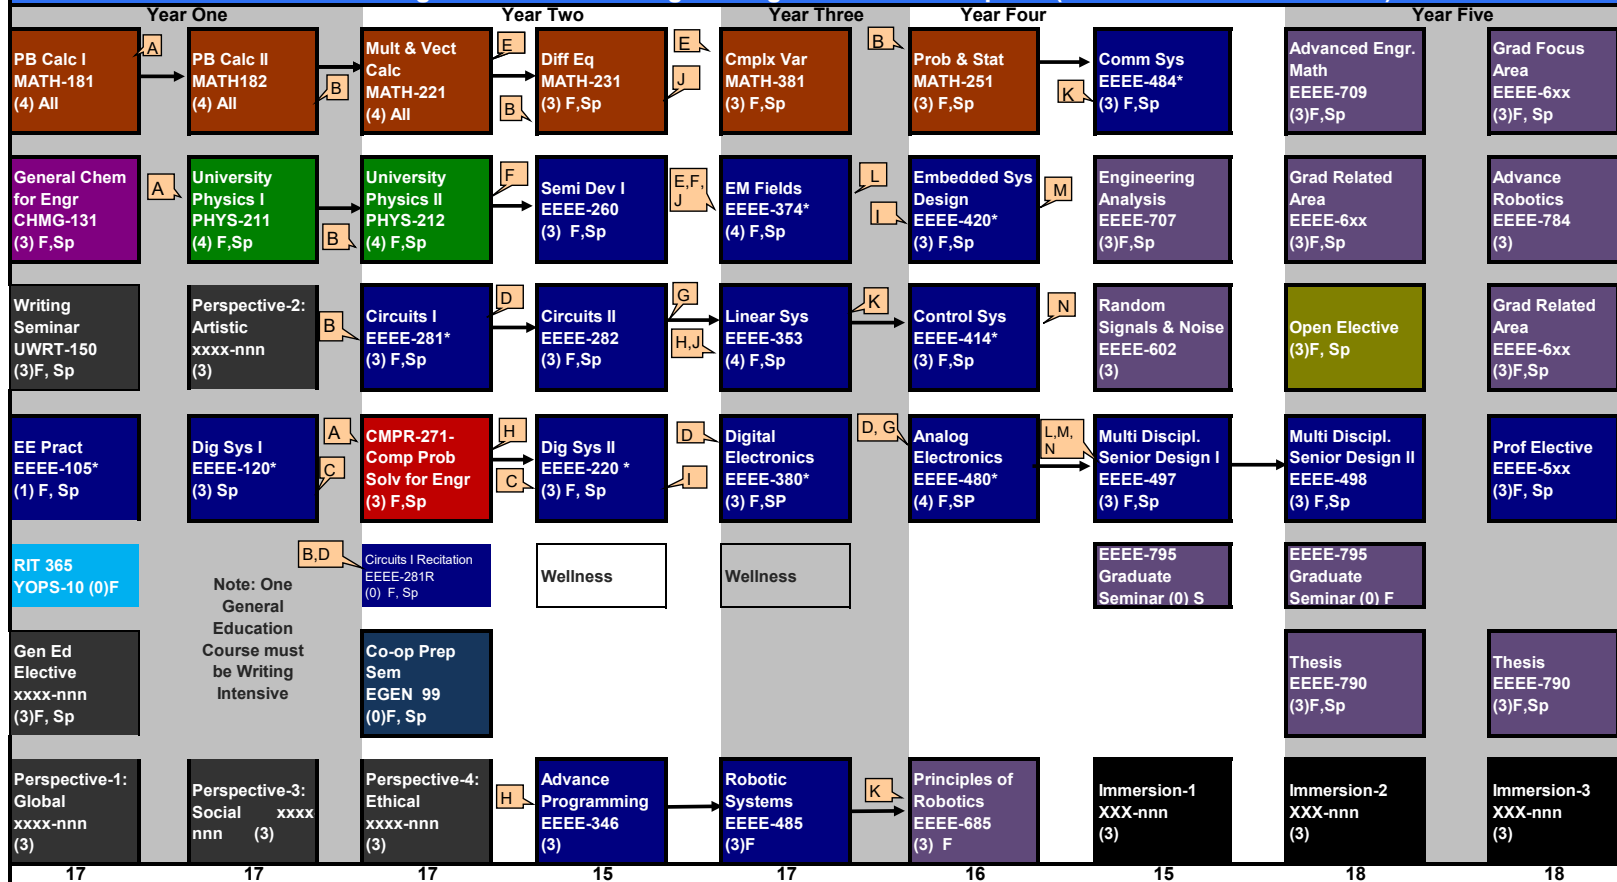 Year One
Year Two
Year Three
Year Four
Year Five
PB Calc I
MATH-181
(4) All
A
PB Calc II
MATH182
(4) All
B
Mult & Vect
Calc
MATH-221
(4) All
E
B
Diff Eq
MATH-231
(3) F,Sp
E
J
Cmplx Var
MATH-381
(3) F,Sp
B
Prob & Stat
MATH-251
(3) F,Sp
K
Comm Sys
EEEE-484*
(3) F,Sp
Advanced Engr.
Math
EEEE-709
(3)F,Sp
Grad Focus
Area
EEEE-6xx
(3)F, Sp
General Chem
for Engr
CHMG-131
(3) F,Sp
A
University
Physics I
PHYS-211
(4) F,Sp
B
University
Physics II
PHYS-212
(4) F,Sp
F
Semi Dev I
EEEE-260
(3) F,Sp
E,F,
J
EM Fields
EEEE-374*
(4) F,Sp
L
I
Embedded Sys
Design
EEEE-420*
(3) F,Sp
M
Engineering
Analysis
EEEE-707
(3)F,Sp
Grad Related
Area
EEEE-6xx
(3)F,Sp
Advance
Robotics
EEEE-784
(3)
Writing
Seminar
UWRT-150
(3)F, Sp
Perspective-2:
Artistic
xxxx-nnn
(3)
B
Circuits I
EEEE-281*
(3) F,Sp
D
Circuits II
EEEE-282
(3) F,Sp
G
H,J
Linear Sys
EEEE-353
(4) F,Sp
K
Control Sys
EEEE-414*
(3) F,Sp
N
Random
Signals & Noise
EEEE-602
(3)
Open Elective
(3)F, Sp
Grad Related
Area
EEEE-6xx
(3)F,Sp
EE Pract
EEEE-105*
(1) F, Sp
Dig Sys I
EEEE-120*
(3) Sp
A
C
CMPR-271-
Comp Prob
Solv for Engr
(3) F,Sp
H
C
Dig Sys II
EEEE-220 *
(3) F, Sp
D
I
Digital
Electronics
EEEE-380*
(3) F,SP
D, G
Analog
Electronics
EEEE-480*
(4) F,SP
L,M,
N
Multi Discipl.
Senior Design I
EEEE-497
(3) F,Sp
Multi Discipl.
Senior Design II
EEEE-498
(3) F,Sp
Prof Elective
EEEE-5xx
(3)F, Sp
RIT 365
YOPS-10 (0)F
Note: One
General
Education
Course must
be Writing
Intensive
B,D
Circuits I Recitation
EEEE-281R
(0) F, Sp
Wellness
Wellness
EEEE-795
Graduate
Seminar (0) S
EEEE-795
Graduate
Seminar (0) F
Gen Ed
Elective
xxxx-nnn
(3)F, Sp
Co-op Prep
Sem
EGEN 99
(0)F, Sp
Thesis
EEEE-790
(3)F,Sp
Thesis
EEEE-790
(3)F,Sp
Perspective-1:
Global
xxxx-nnn
(3)
Perspective-3:
Social xxxx
nnn (3)
Perspective-4:
Ethical
xxxx-nnn
(3)
H
Advance
Programming
EEEE-346
(3)
Robotic
Systems
EEEE-485
(3)F
K
Principles of
Robotics
EEEE-685
(3) F
Immersion-1
XXX-nnn
(3)
Immersion-2
XXX-nnn
(3)
Immersion-3
XXX-nnn
(3)
17
17
17
15
17
16
15
18
18